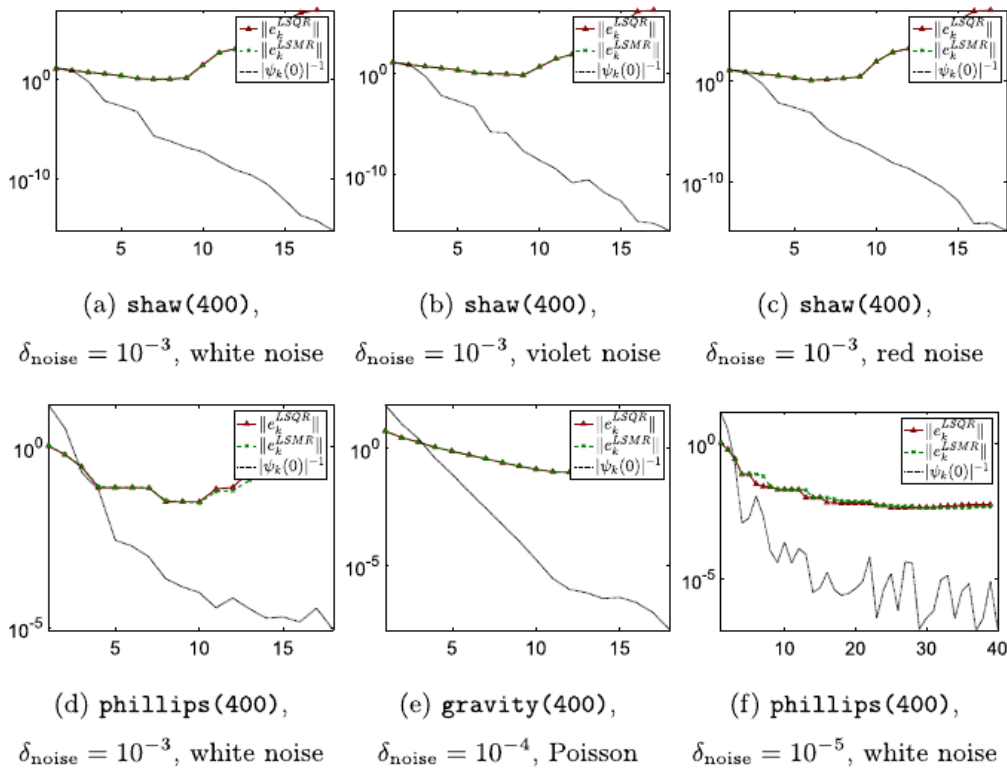 ‖e_k^{LSQR}‖
‖e_k^{LSMR}‖
|ψ_k(0)|^{-1}
10^0
10^{-10}
5 10 15
‖e_k^{LSQR}‖
‖e_k^{LSMR}‖
|ψ_k(0)|^{-1}
10^0
10^{-10}
5 10 15
‖e_k^{LSQR}‖
‖e_k^{LSMR}‖
|ψ_k(0)|^{-1}
10^0
10^{-10}
5 10 15
(a) shaw(400),
δ_noise = 10^{-3}, white noise
(b) shaw(400),
δ_noise = 10^{-3}, violet noise
(c) shaw(400),
δ_noise = 10^{-3}, red noise
‖e_k^{LSQR}‖
‖e_k^{LSMR}‖
|ψ_k(0)|^{-1}
10^0
10^{-5}
5 10 15
‖e_k^{LSQR}‖
‖e_k^{LSMR}‖
|ψ_k(0)|^{-1}
10^0
10^{-5}
5 10 15
‖e_k^{LSQR}‖
‖e_k^{LSMR}‖
|ψ_k(0)|^{-1}
10^0
10^{-5}
10 20 30 40
(d) phillips(400),
δ_noise = 10^{-3}, white noise
(e) gravity(400),
δ_noise = 10^{-4}, Poisson
(f) phillips(400),
δ_noise = 10^{-5}, white noise